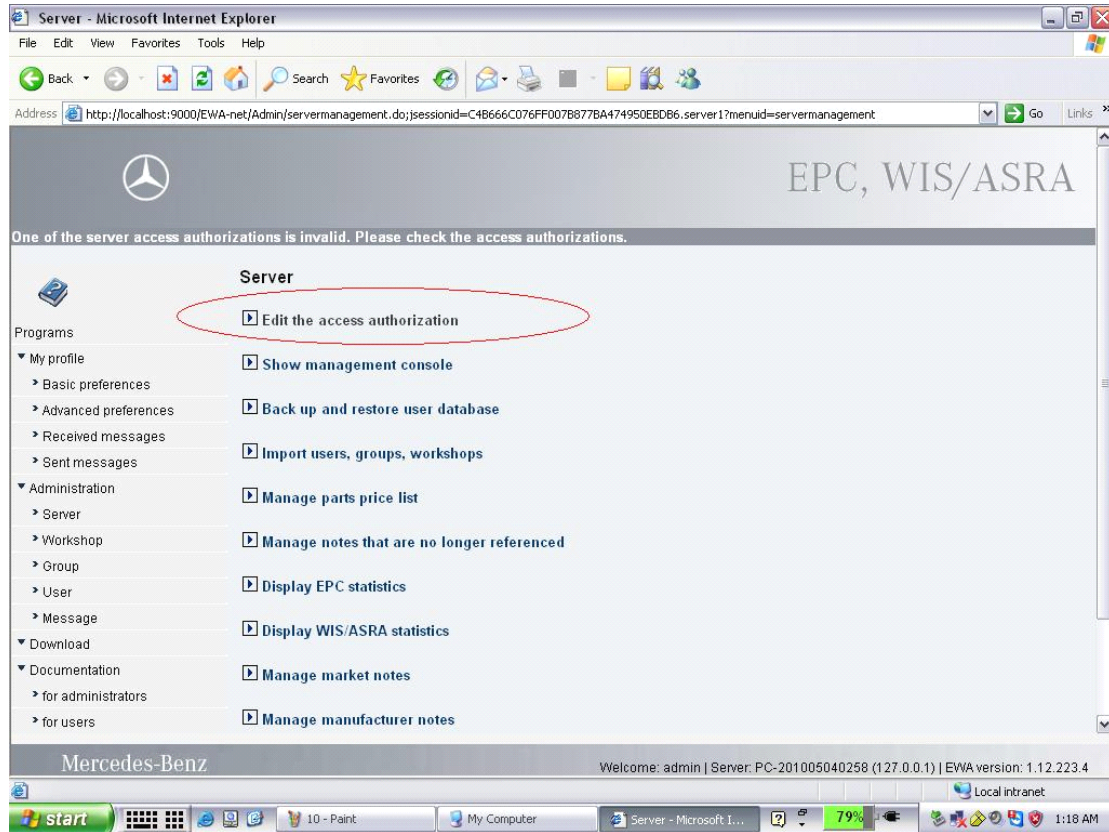 Server - Microsoft Internet Explorer
File Edit View Favorites Tools Help
Back Search Favorites
Address http://localhost:9000/EWA-net/Admin/servermanagement.do;jsessionid=C4B666C076FF007B877BA474950EBDB6.server1?menuid=servermanagement Go Links »
EPC, WIS/ASRA
One of the server access authorizations is invalid. Please check the access authorizations.
Server
Edit the access authorization
Show management console
Back up and restore user database
Import users, groups, workshops
Manage parts price list
Manage notes that are no longer referenced
Display EPC statistics
Display WIS/ASRA statistics
Manage market notes
Manage manufacturer notes
Programs
My profile
Basic preferences
Advanced preferences
Received messages
Sent messages
Administration
Server
Workshop
Group
User
Message
Download
Documentation
for administrators
for users
Mercedes-Benz
Welcome: admin | Server: PC-201005040258 (127.0.0.1) | EWA version: 1.12.223.4
Local intranet
start 10 - Paint My Computer Server - Microsoft I... 79% 1:18 AM